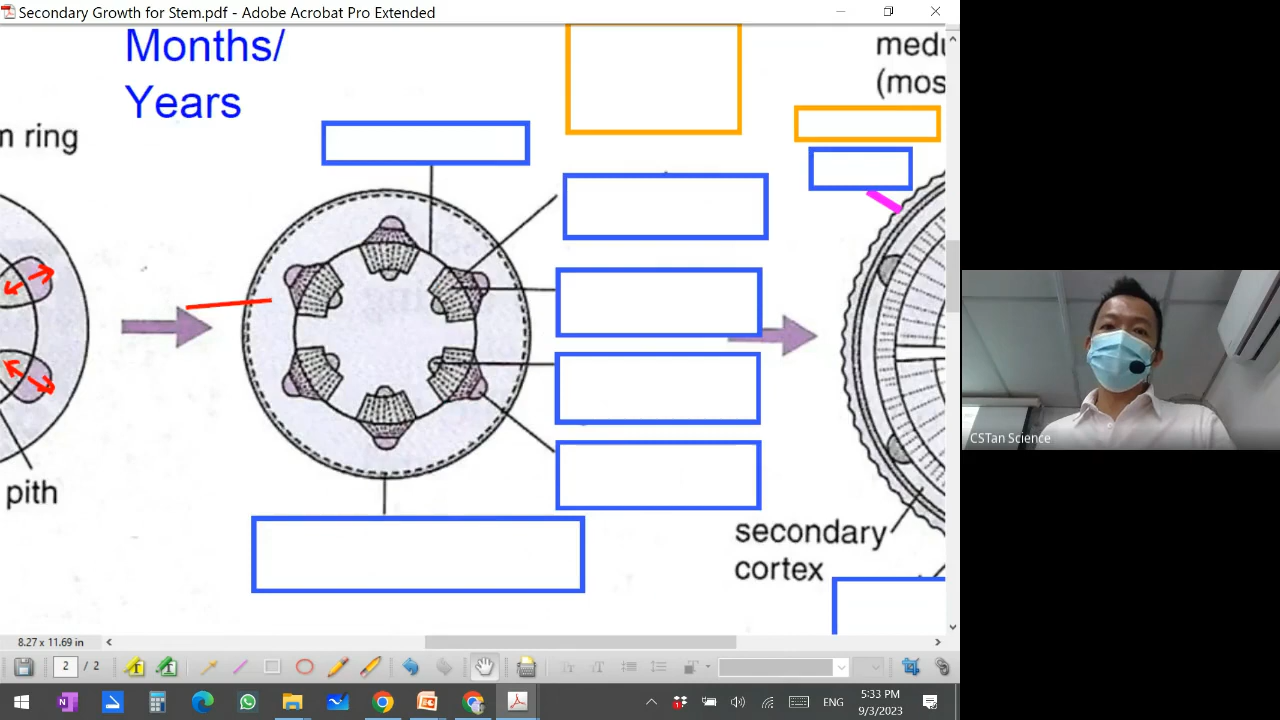 Secondary Growth for Stem.pdf - Adobe Acrobat Pro Extended
Months/
Years
ring
(mos
pith
secondary
cortex
CSTan Science
8.27 x 11.69 in
2 / 2
5:33 PM
ENG
9/3/2023